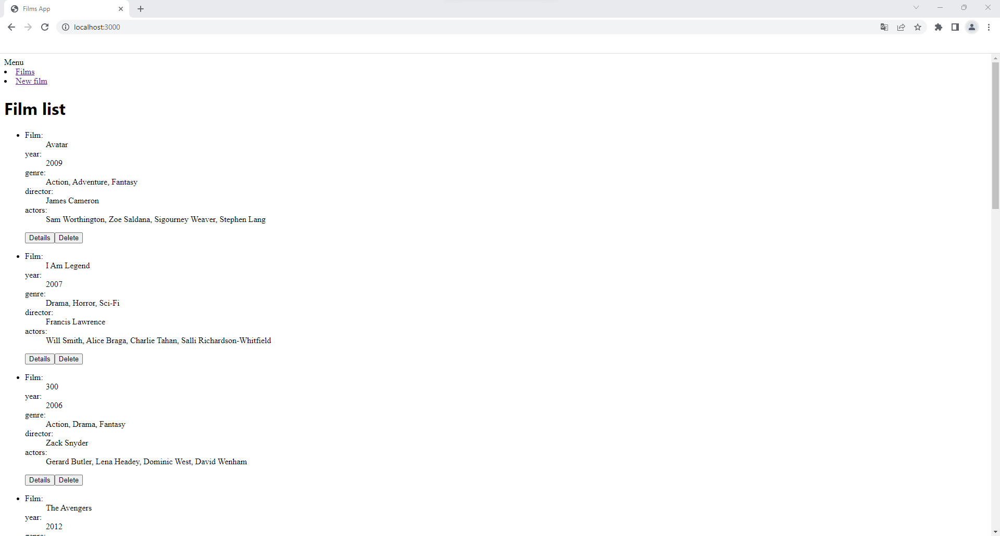 Films App
localhost:3000
Menu
Films
New film
Film list
Film:
Avatar
year:
2009
genre:
Action, Adventure, Fantasy
director:
James Cameron
actors:
Sam Worthington, Zoe Saldana, Sigourney Weaver, Stephen Lang
Details Delete
Film:
I Am Legend
year:
2007
genre:
Drama, Horror, Sci-Fi
director:
Francis Lawrence
actors:
Will Smith, Alice Braga, Charlie Tahan, Salli Richardson-Whitfield
Details Delete
Film:
300
year:
2006
genre:
Action, Drama, Fantasy
director:
Zack Snyder
actors:
Gerard Butler, Lena Headey, Dominic West, David Wenham
Details Delete
Film:
The Avengers
year:
2012
genre: